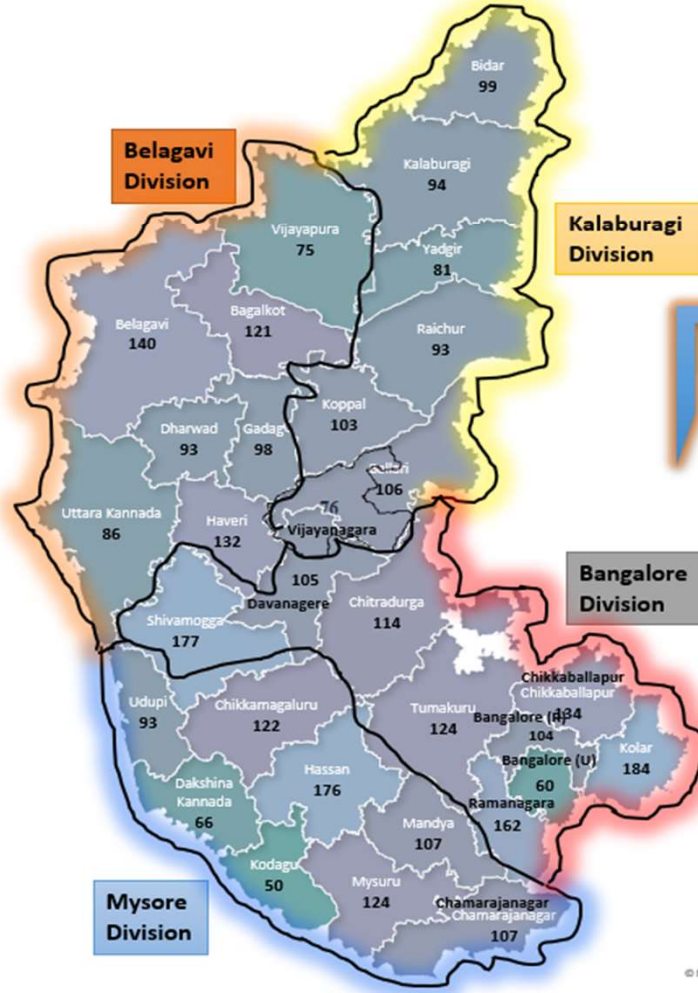 Bidar
99
Belagavi
Division
Kalaburagi
94
Kalaburagi
Division
Vijayapura
75
Yadgir
81
Bagalkot
121
Belagavi
140
Raichur
93
Koppal
103
Dharwad
93
Gadag
98
Ballari
106
76
Vijayanagara
Uttara Kannada
86
Haveri
132
Bangalore
Division
105
Davanagere
Chitradurga
114
Shivamogga
177
Chikkaballapur
Chikkaballapur
134
Udupi
93
Chikkamagaluru
122
Tumakuru
124
Bangalore (R)
104
Kolar
184
Bangalore (U)
60
Hassan
176
Dakshina
Kannada
66
Ramanagara
162
Mandya
107
Kodagu
50
Mysuru
124
Mysore
Division
Chamarajanagar
Chamarajanagar
107